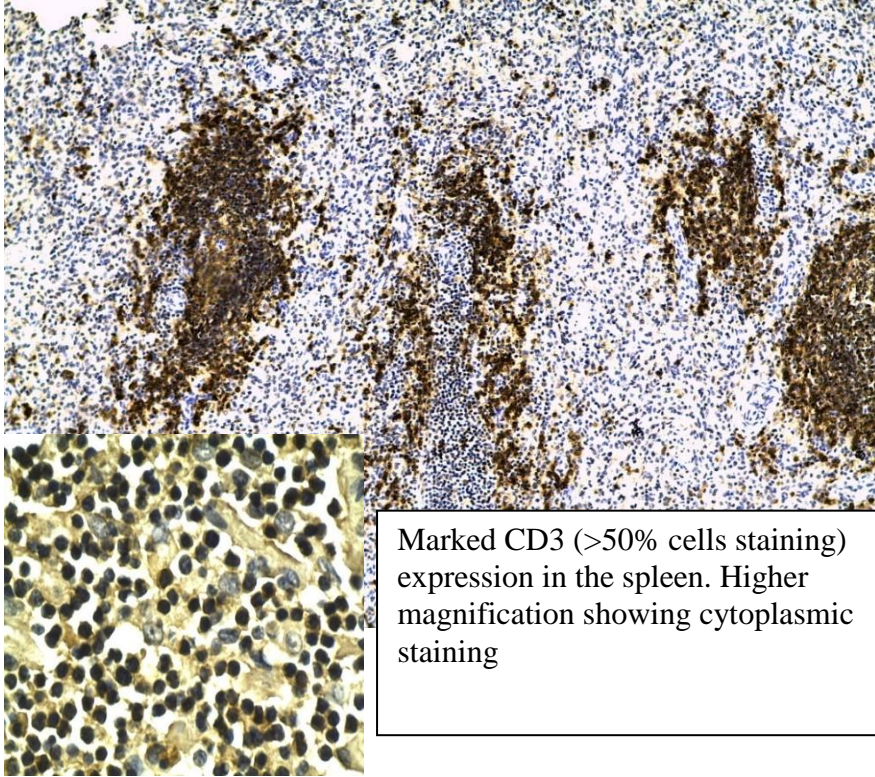 Marked CD3 (>50% cells staining)
expression in the spleen. Higher
magnification showing cytoplasmic
staining